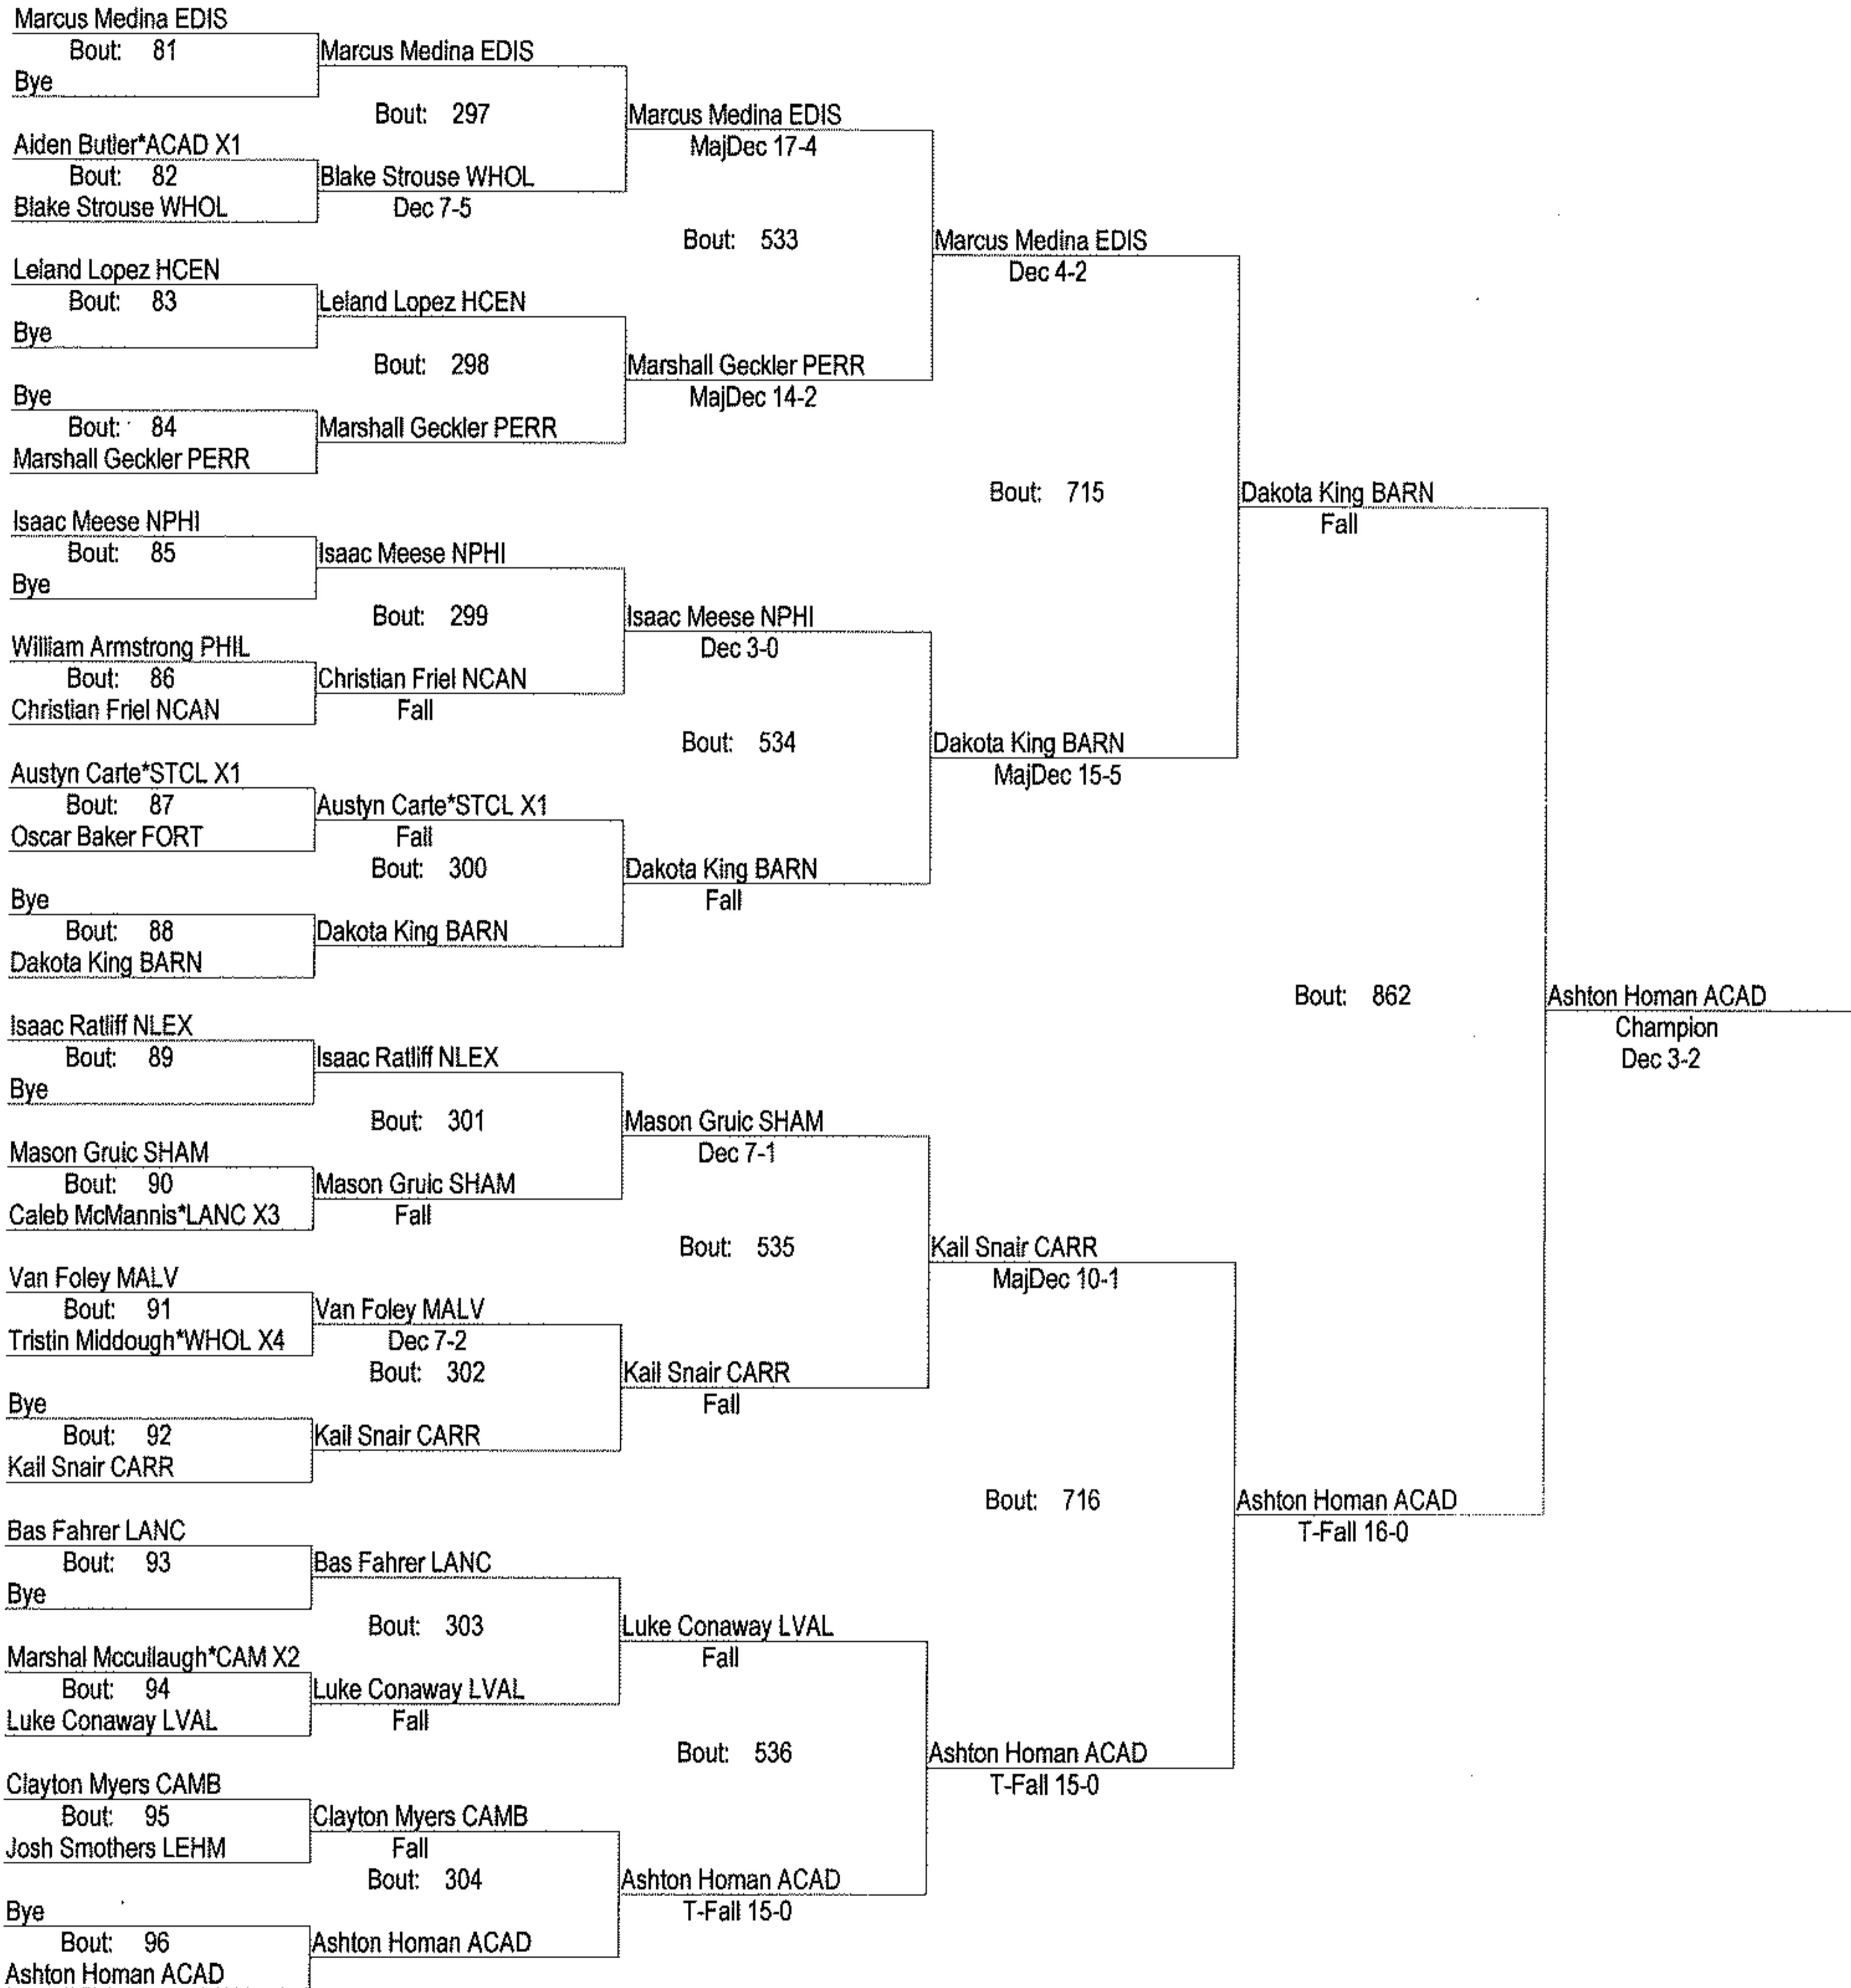 Marcus Medina EDIS
Bout: 81
Bye
Marcus Medina EDIS
Bout: 297
Aiden Butler*ACAD X1
Bout: 82
Blake Strouse WHOL
Blake Strouse WHOL
Dec 7-5
Marcus Medina EDIS
MajDec 17-4
Bout: 533
Leland Lopez HCEN
Bout: 83
Bye
Leland Lopez HCEN
Bout: 298
Bye
Bout: 84
Marshall Geckler PERR
Marshall Geckler PERR
Marshall Geckler PERR
MajDec 14-2
Marcus Medina EDIS
Dec 4-2
Bout: 715
Isaac Meese NPHI
Bout: 85
Bye
Isaac Meese NPHI
Bout: 299
William Armstrong PHIL
Bout: 86
Christian Friel NCAN
Christian Friel NCAN
Fall
Isaac Meese NPHI
Dec 3-0
Bout: 534
Austyn Carte*STCL X1
Bout: 87
Oscar Baker FORT
Austyn Carte*STCL X1
Fall
Bout: 300
Bye
Bout: 88
Dakota King BARN
Dakota King BARN
Dakota King BARN
Fall
Dakota King BARN
MajDec 15-5
Dakota King BARN
Fall
Bout: 862
Isaac Ratliff NLEX
Bout: 89
Bye
Isaac Ratliff NLEX
Bout: 301
Mason Gruic SHAM
Bout: 90
Caleb McMannis*LANC X3
Mason Gruic SHAM
Fall
Mason Gruic SHAM
Dec 7-1
Bout: 535
Van Foley MALV
Bout: 91
Tristin Middough*WHOL X4
Van Foley MALV
Dec 7-2
Bout: 302
Bye
Bout: 92
Kail Snair CARR
Kail Snair CARR
Kail Snair CARR
Fall
Kail Snair CARR
MajDec 10-1
Bout: 716
Bas Fahrer LANC
Bout: 93
Bye
Bas Fahrer LANC
Bout: 303
Marshal Mccullaugh*CAM X2
Bout: 94
Luke Conaway LVAL
Luke Conaway LVAL
Fall
Luke Conaway LVAL
Fall
Bout: 536
Clayton Myers CAMB
Bout: 95
Josh Smothers LEHM
Clayton Myers CAMB
Fall
Bout: 304
Bye
Bout: 96
Ashton Homan ACAD
Ashton Homan ACAD
Ashton Homan ACAD
T-Fall 15-0
Ashton Homan ACAD
T-Fall 15-0
Ashton Homan ACAD
T-Fall 16-0
Ashton Homan ACAD
Champion
Dec 3-2